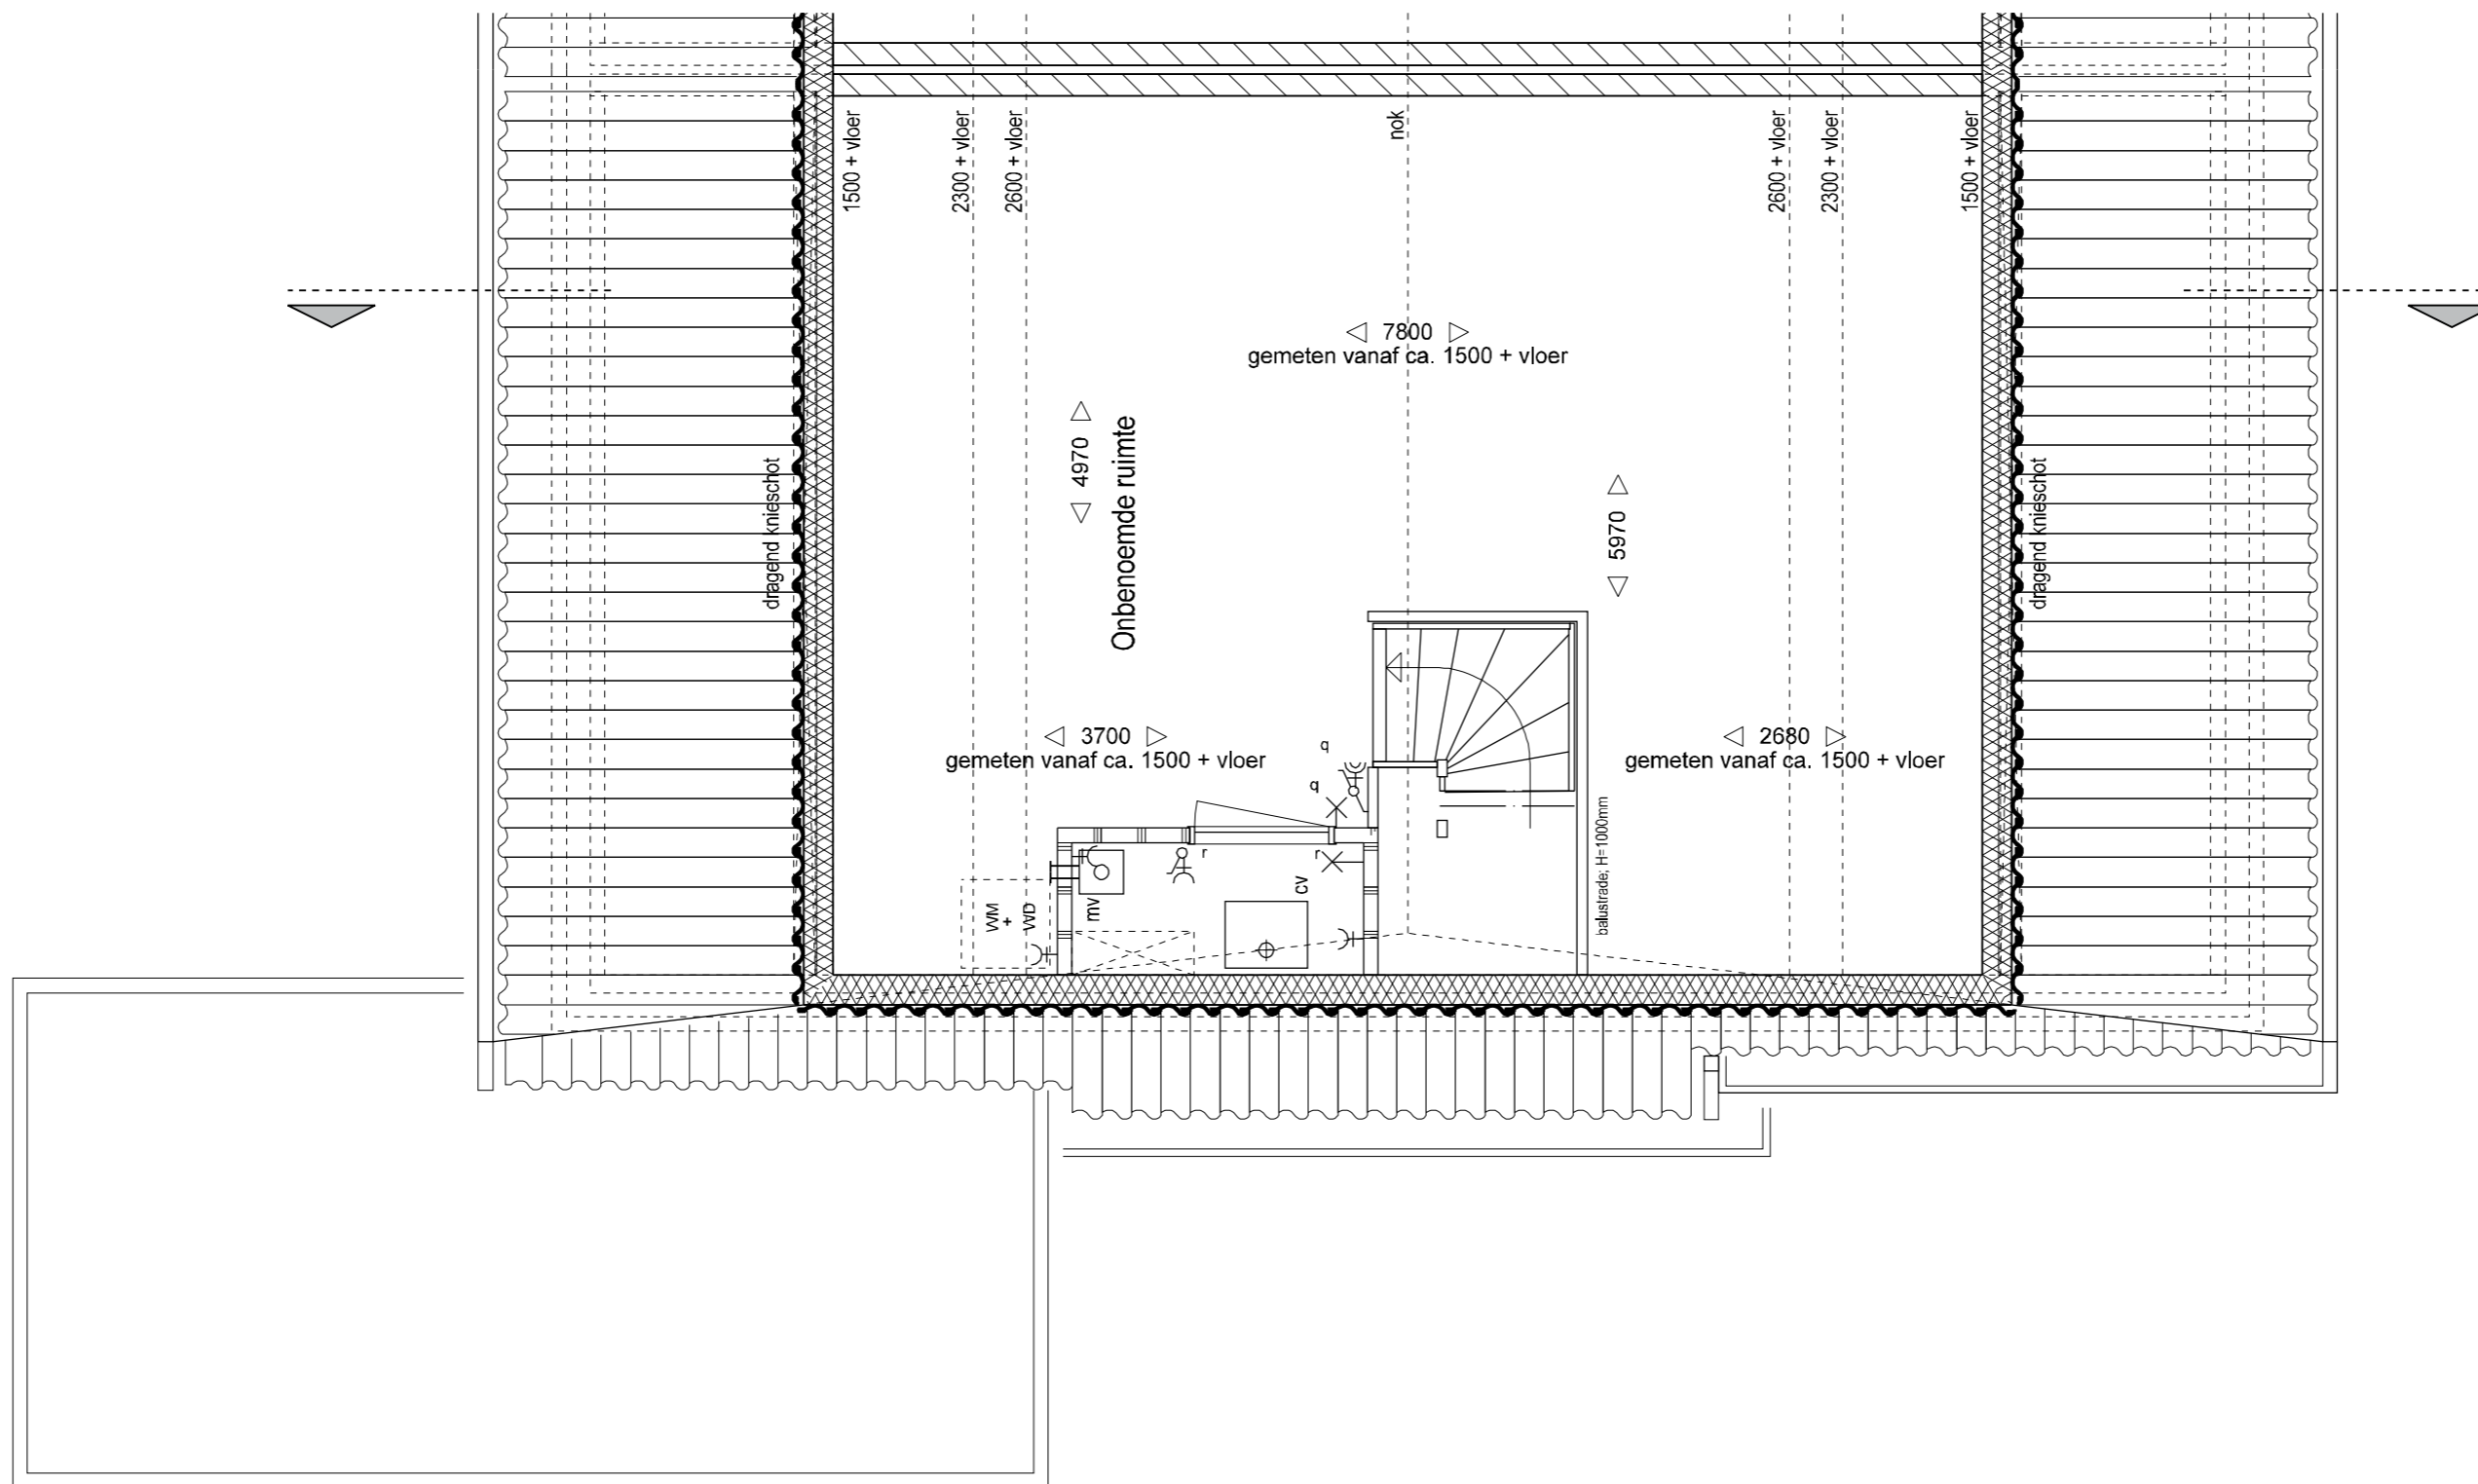 1500 + vloer
2300 + vloer
2600 + vloer
nok
2600 + vloer
2300 + vloer
1500 + vloer
7800
gemeten vanaf ca. 1500 + vloer
4970
Onbenoemde ruimte
5970
dragend knieschot
dragend knieschot
3700
gemeten vanaf ca. 1500 + vloer
2680
gemeten vanaf ca. 1500 + vloer
q
q
r
r
cv
mv
WM
+
WD
balustrade; H=1000mm